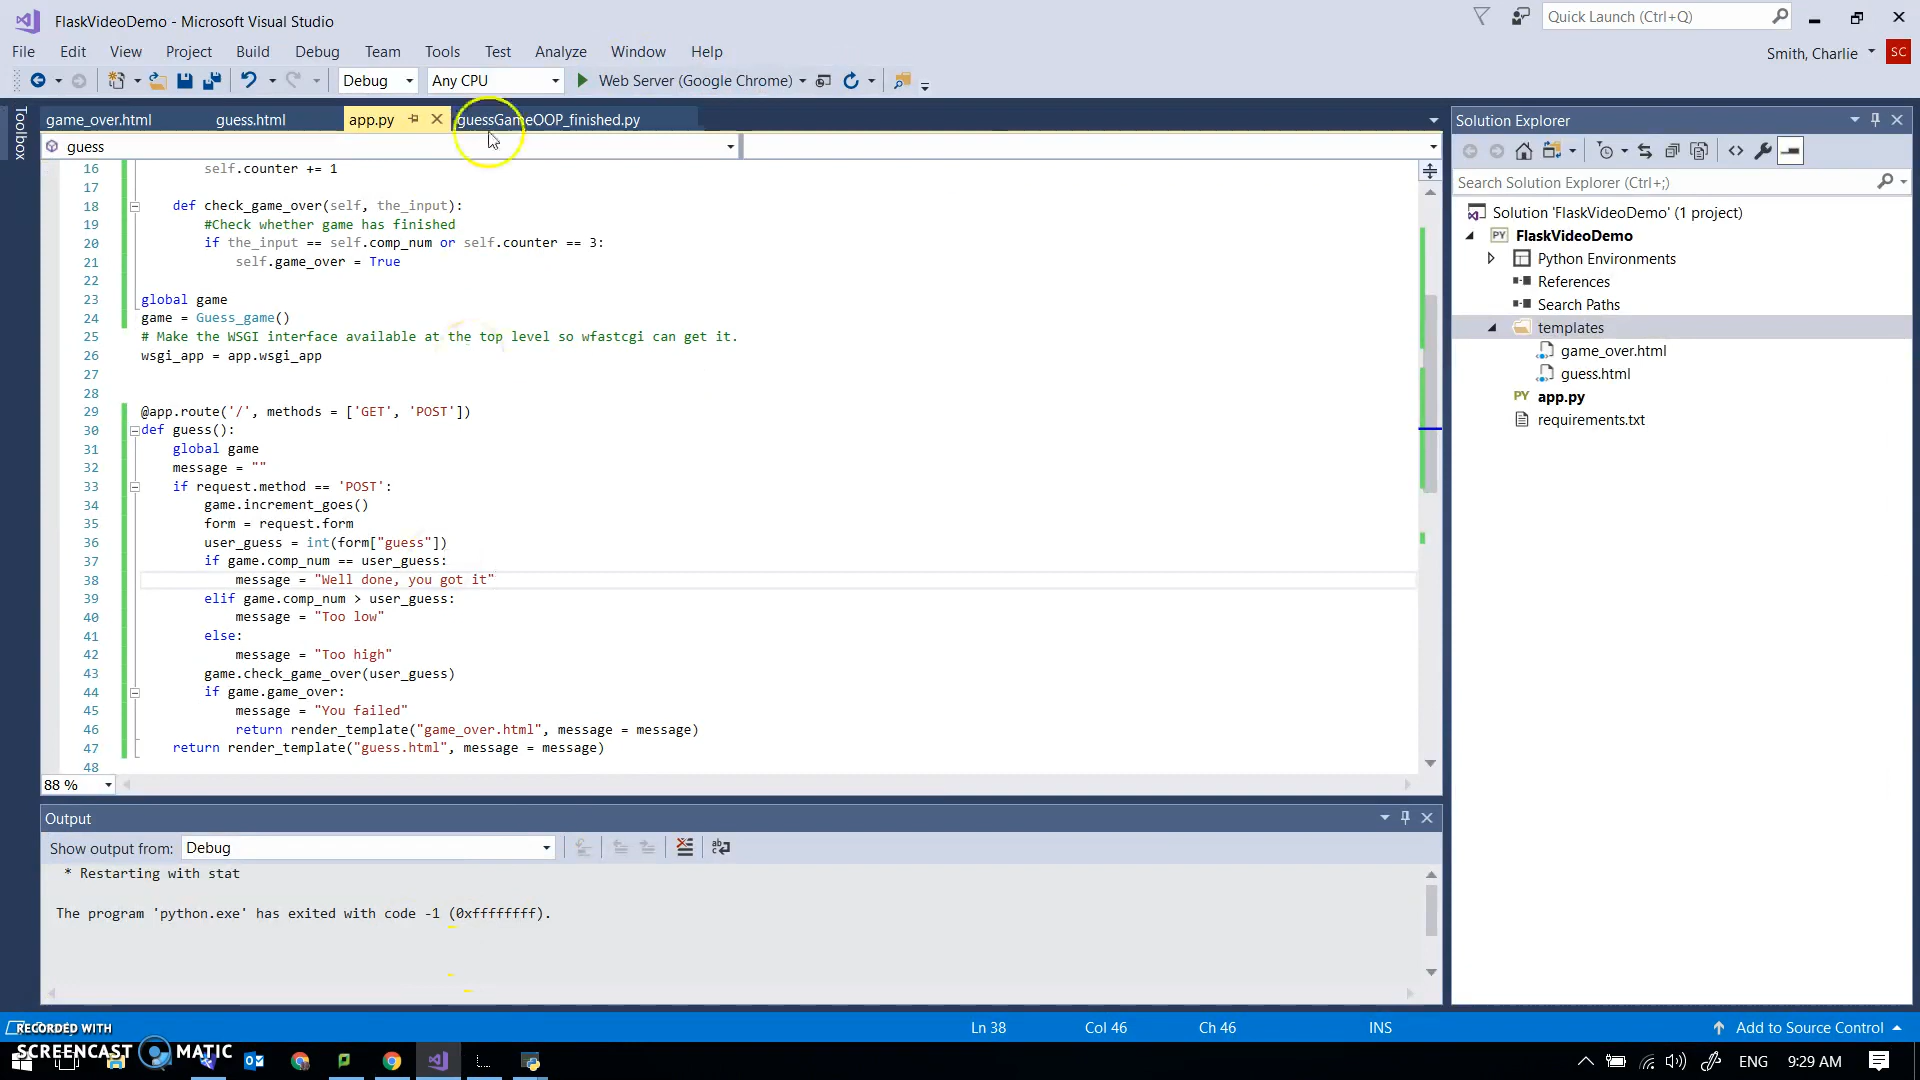 FlaskVideoDemo - Microsoft Visual Studio
Quick Launch (Ctrl+Q)
File Edit View Project Build Debug Team Tools Test Analyze Window Help
Smith, Charlie SC
Debug Any CPU Web Server (Google Chrome)
Toolbox
game_over.html guess.html app.py guessGameOOP_finished.py
guess
16 self.counter += 1
17
18 def check_game_over(self, the_input):
19 #Check whether game has finished
20 if the_input == self.comp_num or self.counter == 3:
21 self.game_over = True
22
23 global game
24 game = Guess_game()
25 # Make the WSGI interface available at the top level so wfastcgi can get it.
26 wsgi_app = app.wsgi_app
27
28
29 @app.route('/', methods = ['GET', 'POST'])
30 def guess():
31 global game
32 message = ""
33 if request.method == 'POST':
34 game.increment_goes()
35 form = request.form
36 user_guess = int(form["guess"])
37 if game.comp_num == user_guess:
38 message = "Well done, you got it"
39 elif game.comp_num > user_guess:
40 message = "Too low"
41 else:
42 message = "Too high"
43 game.check_game_over(user_guess)
44 if game.game_over:
45 message = "You failed"
46 return render_template("game_over.html", message = message)
47 return render_template("guess.html", message = message)
48
88 %
Solution Explorer
Search Solution Explorer (Ctrl+;)
Solution 'FlaskVideoDemo' (1 project)
PY FlaskVideoDemo
Python Environments
References
Search Paths
templates
game_over.html
guess.html
PY app.py
requirements.txt
Output
Show output from: Debug
* Restarting with stat
The program 'python.exe' has exited with code -1 (0xffffffff).
Ln 38 Col 46 Ch 46 INS Add to Source Control
RECORDED WITH
SCREENCAST MATIC
ENG 9:29 AM